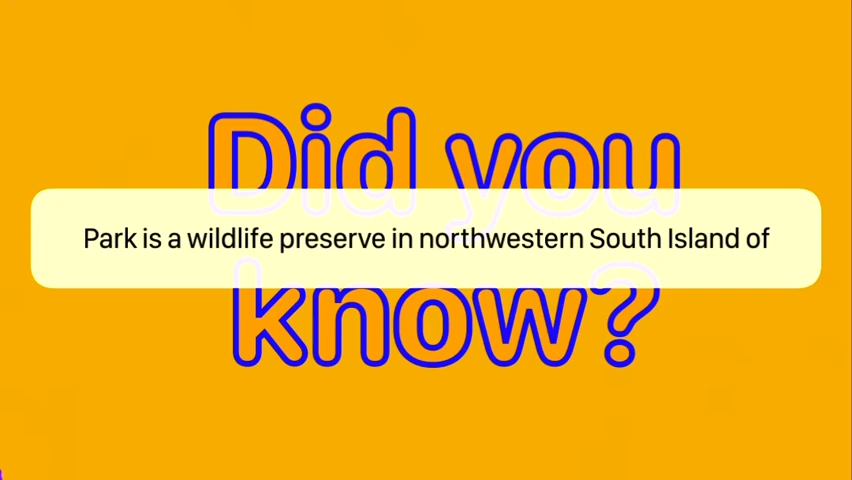 Did you
Park is a wildlife preserve in northwestern South Island of
know?